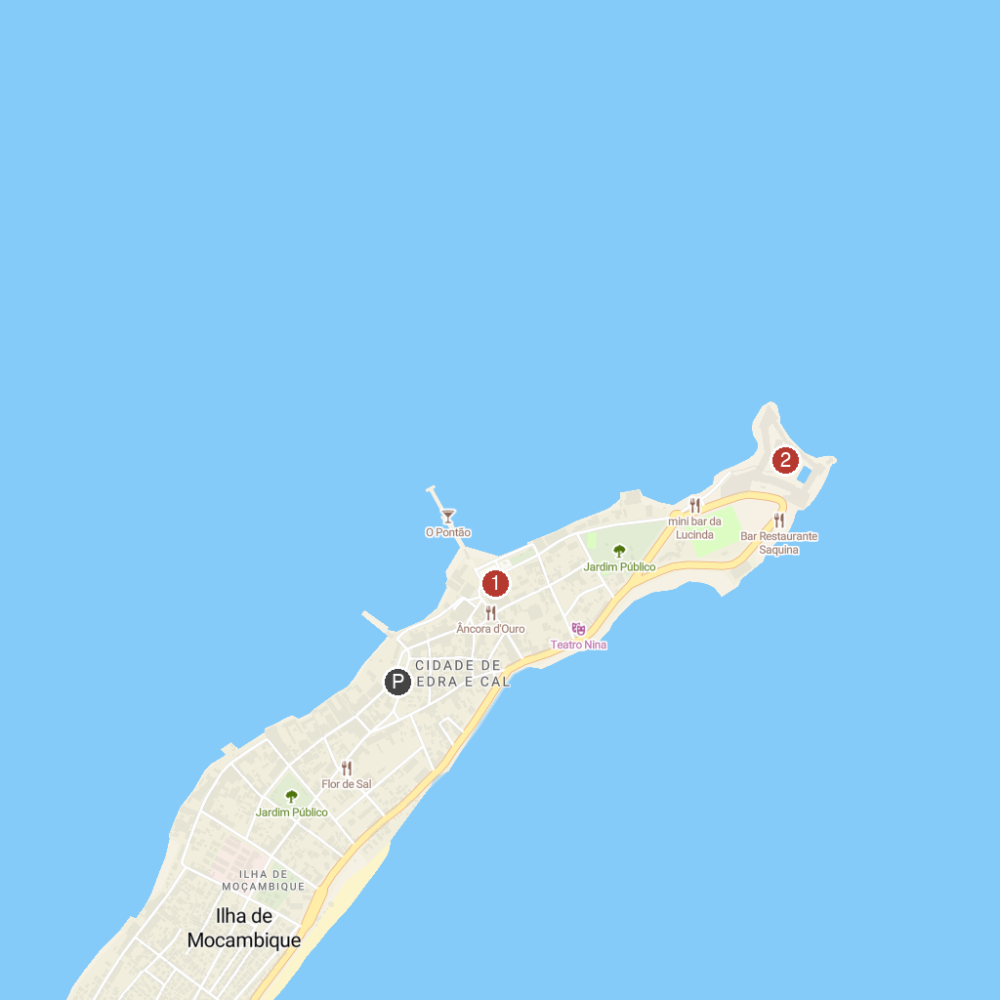 2
mini bar da
Lucinda
O Pontão
Bar Restaurante
Saquina
Jardim Público
1
Âncora d'Ouro
Teatro Nina
CIDADE DE
EDRA E CAL
P
Flor de Sal
Jardim Público
ILHA DE
MOÇAMBIQUE
Ilha de
Mocambique